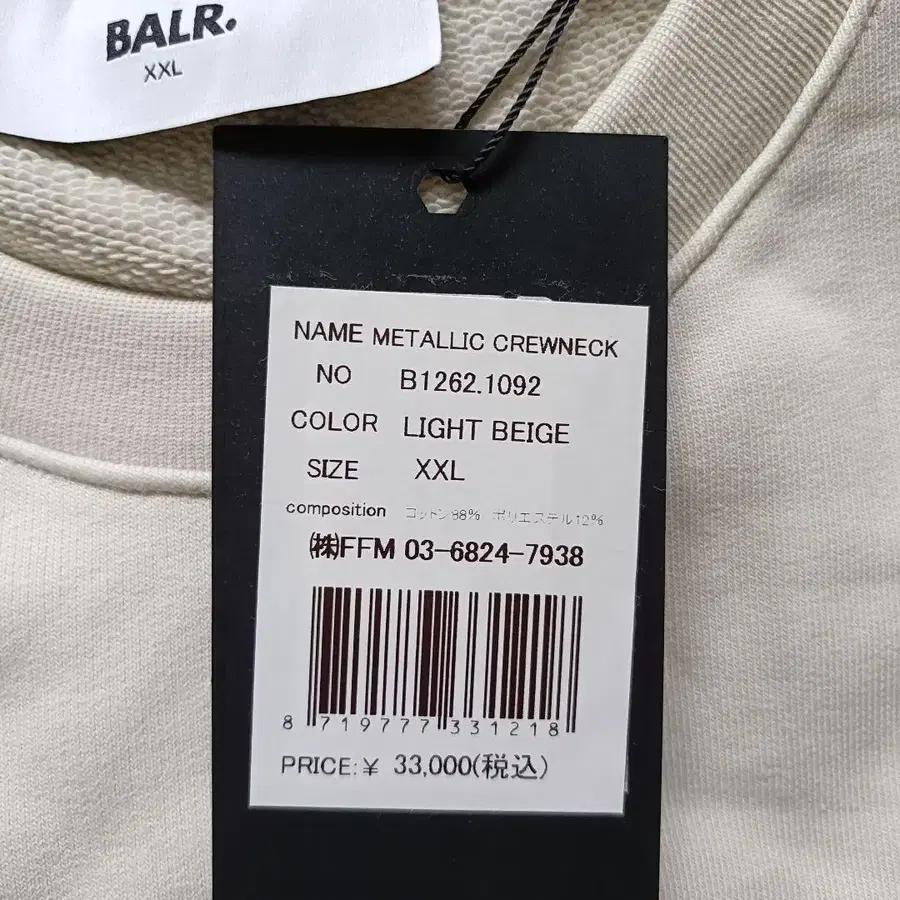 BALR.
XXL
NAME METALLIC CREWNECK
NO B1262.1092
COLOR LIGHT BEIGE
SIZE XXL
composition コットン88% ポリエステル12%
㈱FFM 03-6824-7938
8 719777 331218
PRICE:¥ 33,000(税込)